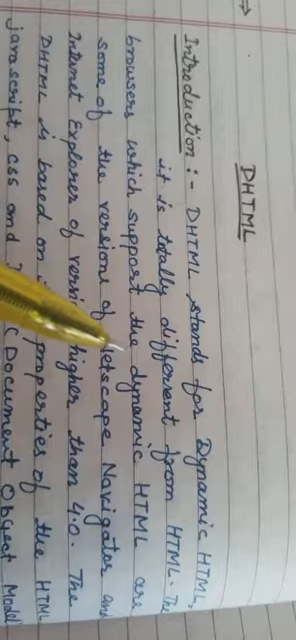 DHTML
Introduction :- DHTML stands for Dynamic HTML,
it is totally different from HTML. The
browsers which support the dynamic HTML are
some of the versions of Netscape Navigator and
Internet Explorer of version higher than 4.0. The
DHTML is based on properties of the HTML
javascript, css and Document Object Model